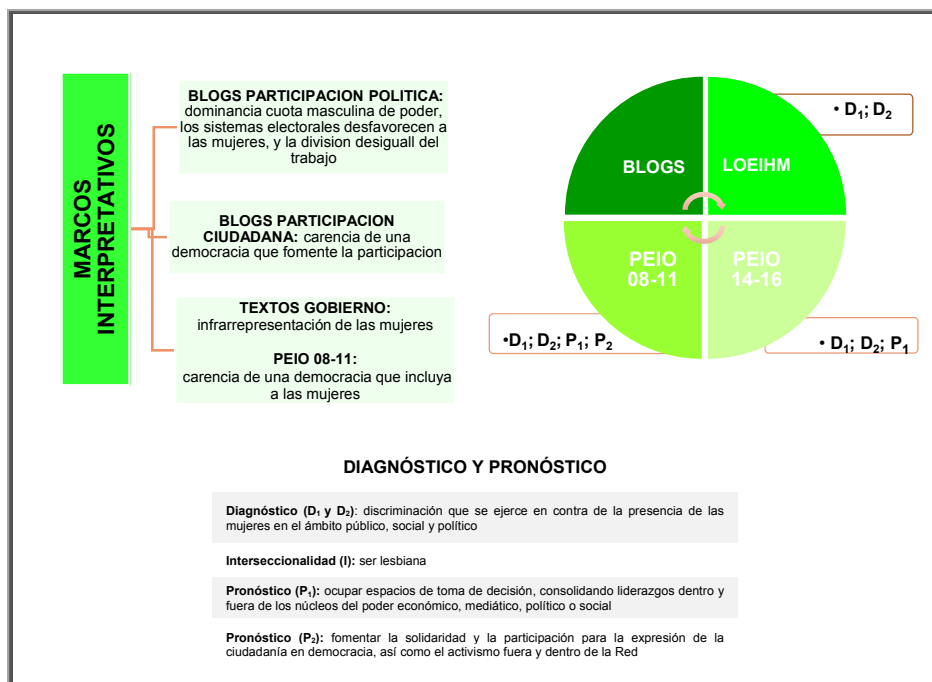 MARCOS
INTERPRETATIVOS
BLOGS PARTICIPACION POLITICA:
dominancia cuota masculina de poder,
los sistemas electorales desfavorecen a
las mujeres, y la division desiguall del
trabajo
BLOGS PARTICIPACION
CIUDADANA: carencia de una
democracia que fomente la participacion
TEXTOS GOBIERNO:
infrarrepresentación de las mujeres
PEIO 08-11:
carencia de una democracia que incluya
a las mujeres
BLOGS
LOEIHM
PEIO
08-11
PEIO
14-16
• D₁; D₂
•D₁; D₂; P₁; P₂
• D₁; D₂; P₁
DIAGNÓSTICO Y PRONÓSTICO
Diagnóstico (D₁ y D₂): discriminación que se ejerce en contra de la presencia de las
mujeres en el ámbito público, social y político
Interseccionalidad (I): ser lesbiana
Pronóstico (P₁): ocupar espacios de toma de decisión, consolidando liderazgos dentro y
fuera de los núcleos del poder económico, mediático, político o social
Pronóstico (P₂): fomentar la solidaridad y la participación para la expresión de la
ciudadanía en democracia, así como el activismo fuera y dentro de la Red